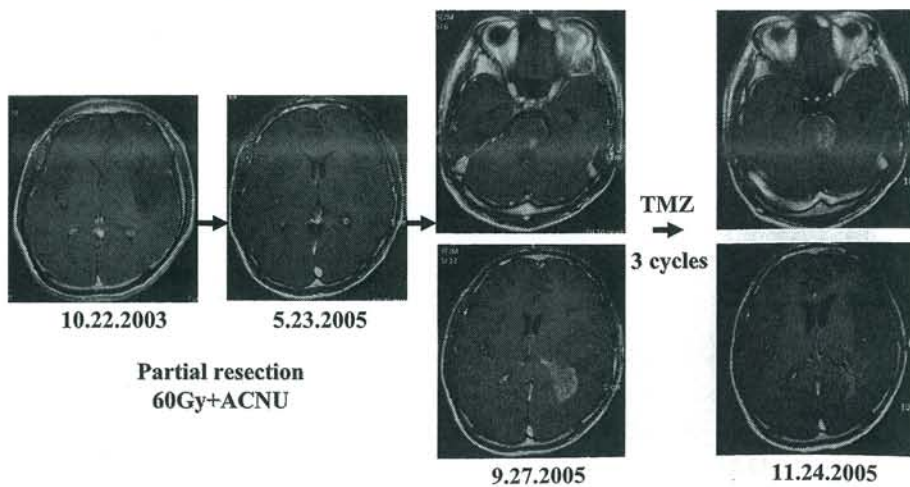 10.22.2003
5.23.2005
Partial resection
60Gy+ACNU
9.27.2005
TMZ
3 cycles
11.24.2005